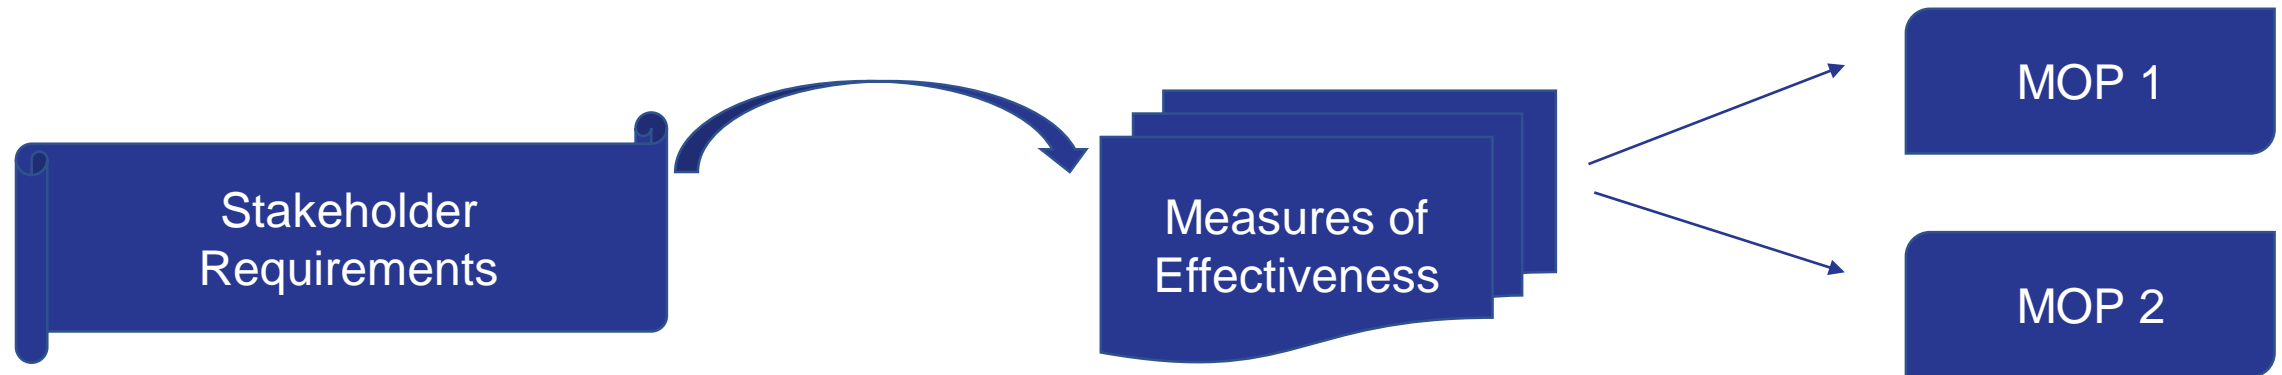 Stakeholder
Requirements
Measures of
Effectiveness
MOP 1
MOP 2